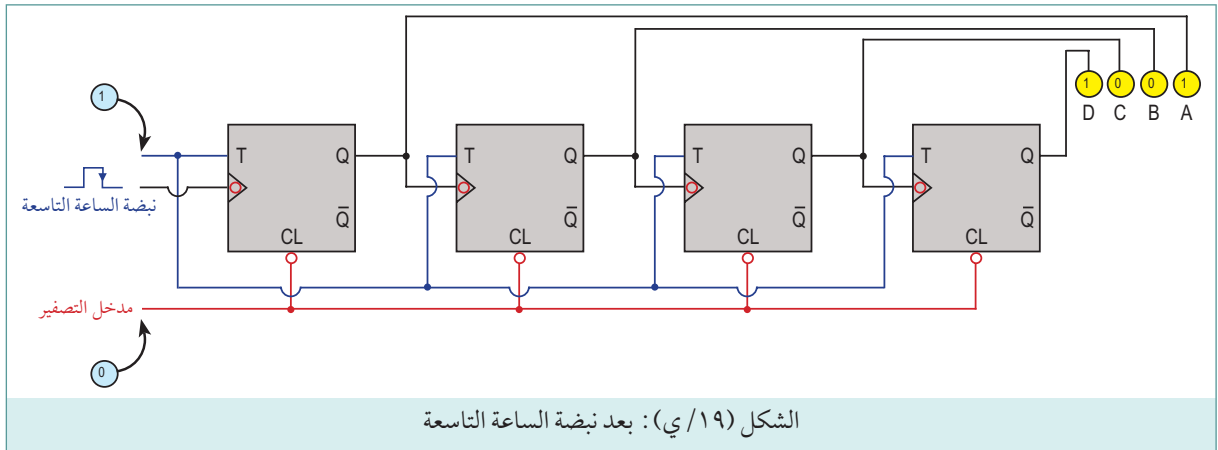 1 0 0 1
D C B A
1
T Q T Q T Q T Q
نبضة الساعة التاسعة
Q̅ Q̅ Q̅ Q̅
CL CL CL CL
مدخل التصفير
0
الشكل (١٩/ ي): بعد نبضة الساعة التاسعة